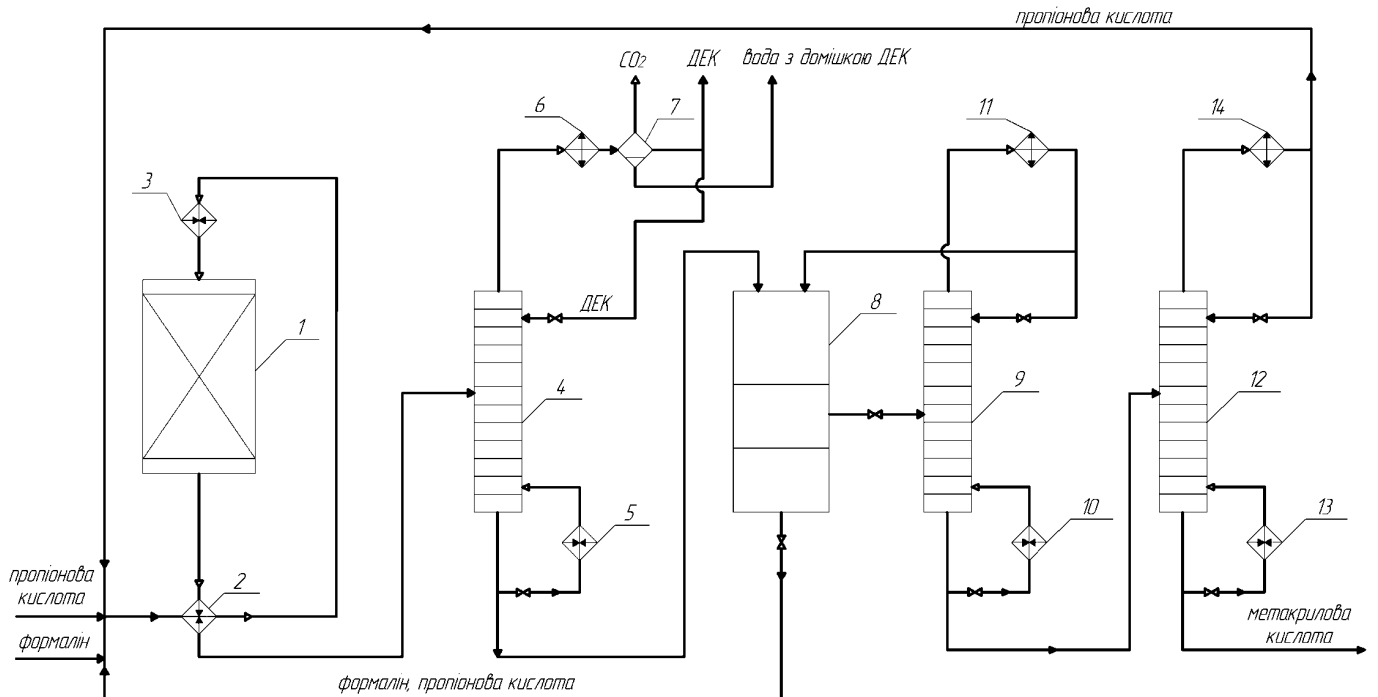 пропіонова кислота
CO₂
ДЕК
вода з домішкою ДЕК
6
7
11
14
3
ДЕК
1
8
4
9
12
5
10
13
пропіонова
кислота
2
формалін
метакрилова
кислота
формалін, пропіонова кислота